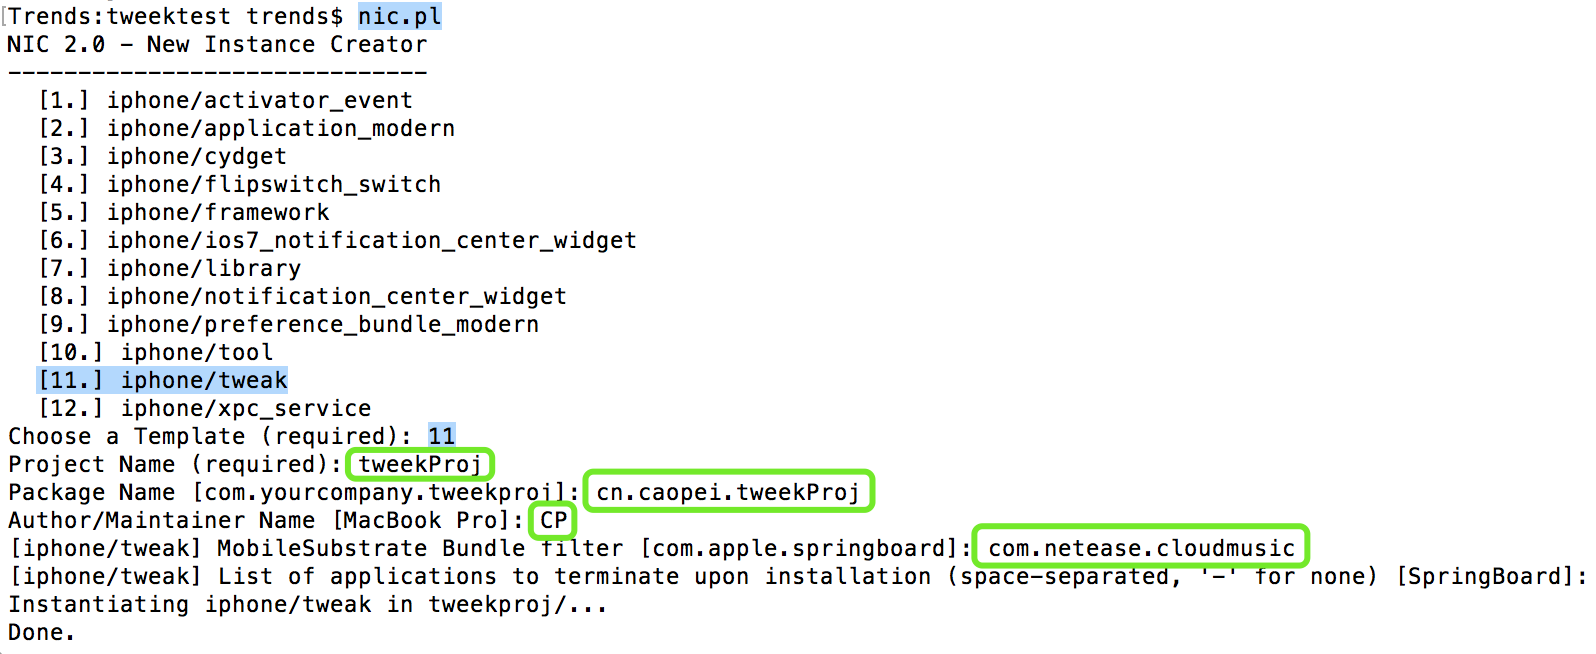 [Trends:tweektest trends$ nic.pl
NIC 2.0 - New Instance Creator
------------------------------
[1.] iphone/activator_event
[2.] iphone/application_modern
[3.] iphone/cydget
[4.] iphone/flipswitch_switch
[5.] iphone/framework
[6.] iphone/ios7_notification_center_widget
[7.] iphone/library
[8.] iphone/notification_center_widget
[9.] iphone/preference_bundle_modern
[10.] iphone/tool
[11.] iphone/tweak
[12.] iphone/xpc_service
Choose a Template (required): 11
Project Name (required): tweekProj
Package Name [com.yourcompany.tweekproj]: cn.caopei.tweekProj
Author/Maintainer Name [MacBook Pro]: CP
[iphone/tweak] MobileSubstrate Bundle filter [com.apple.springboard]: com.netease.cloudmusic
[iphone/tweak] List of applications to terminate upon installation (space-separated, '-' for none) [SpringBoard]:
Instantiating iphone/tweak in tweekproj/...
Done.